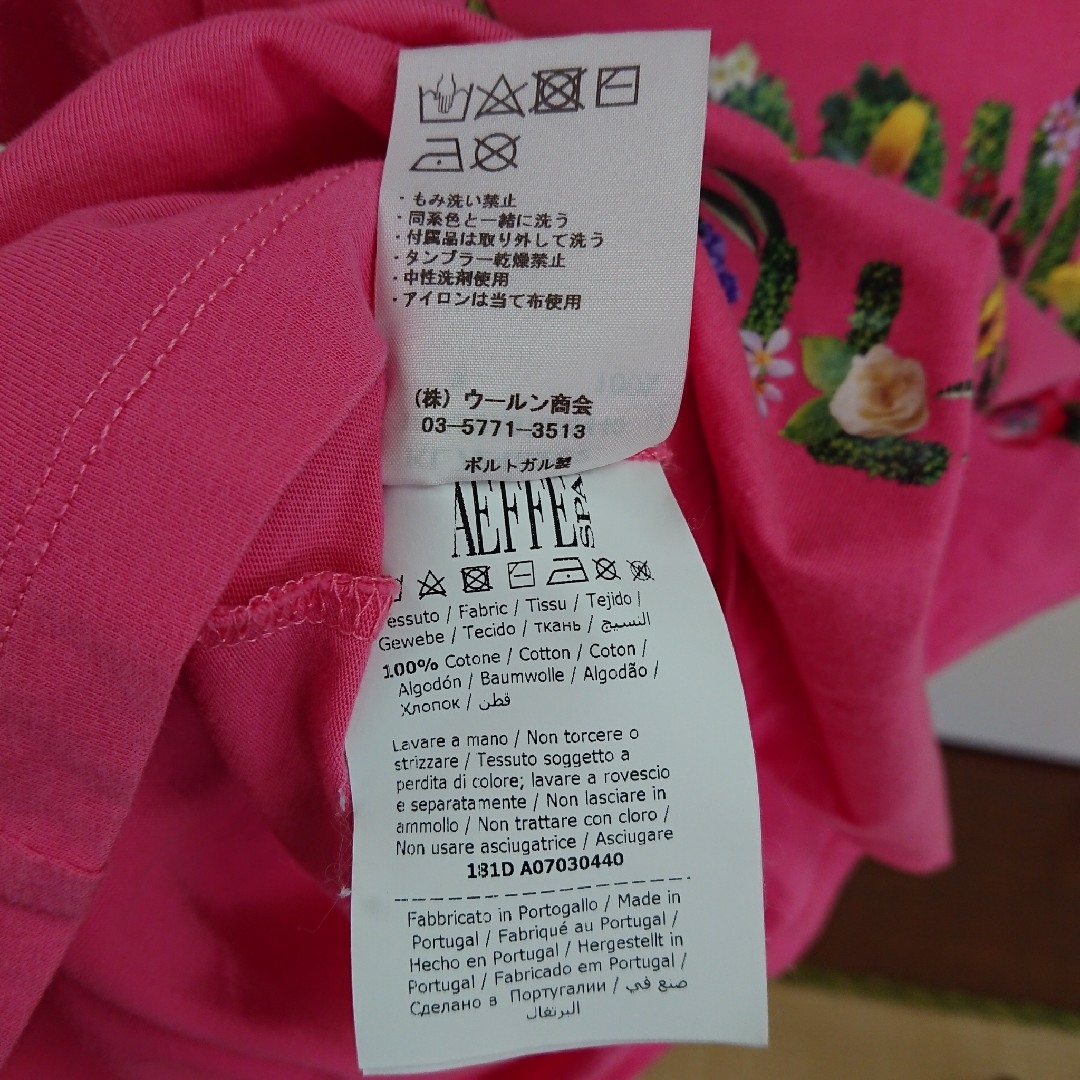 ・もみ洗い禁止
・同系色と一緒に洗う
・付属品は取り外して洗う
・タンブラー乾燥禁止
・中性洗剤使用
・アイロンは当て布使用
(株) ウールン商会
03-5771-3513
ポルトガル製
AEFFE SPA
essuto / Fabric / Tissu / Tejido /
Gewebe / Tecido / ткань / النسيج
100% Cotone / Cotton / Coton /
Algodón / Baumwolle / Algodão /
Хлопок / قطن
Lavare a mano / Non torcere o
strizzare / Tessuto soggetto a
perdita di colore; lavare a rovescio
e separatamente / Non lasciare in
ammollo / Non trattare con cloro /
Non usare asciugatrice / Asciugare
181D A07030440
Fabbricato in Portogallo / Made in
Portugal / Fabriqué au Portugal /
Hecho en Portugal / Hergestellt in
Portugal / Fabricado em Portugal /
Сделано в Португалии / صنع في
البرتغال